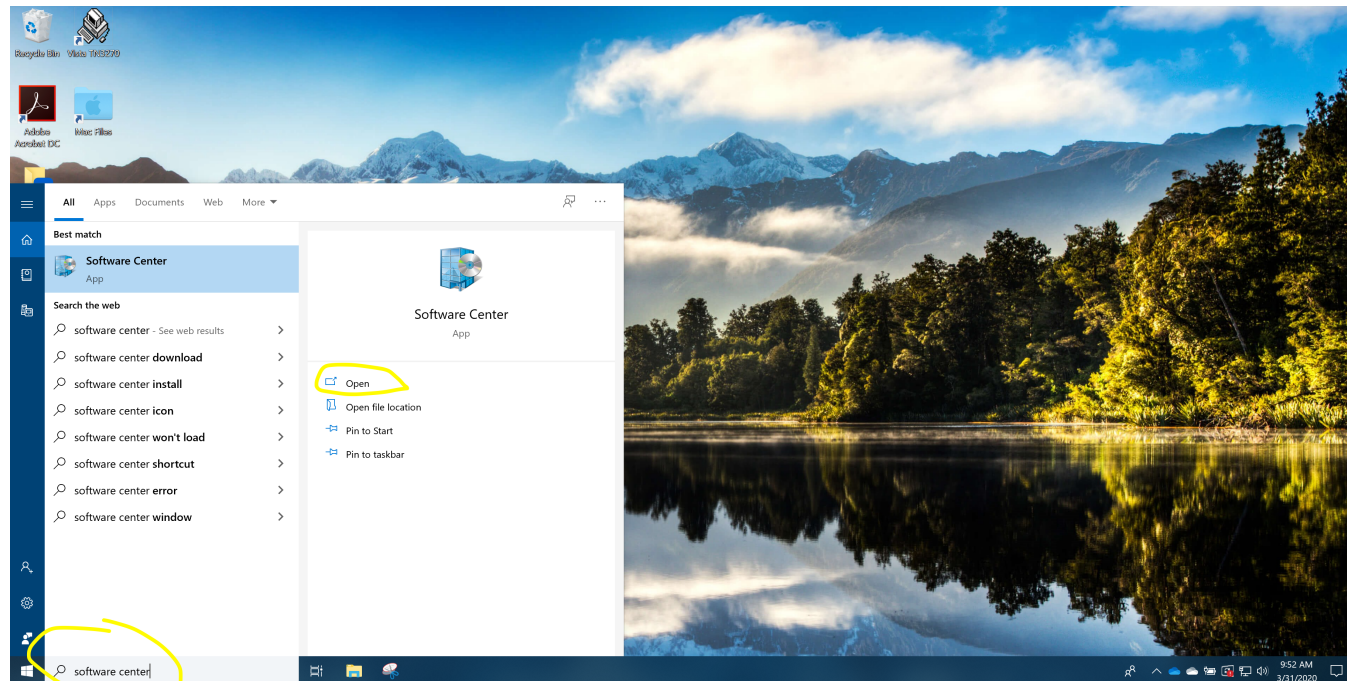 Recycle Bin
Vista TN3270
Adobe
Acrobat DC
Mac Files
All
Apps
Documents
Web
More
...
Best match
Software Center
App
Search the web
software center - See web results
software center download
software center install
software center icon
software center won't load
software center shortcut
software center error
software center window
Software Center
App
Open
Open file location
Pin to Start
Pin to taskbar
software center
9:52 AM
3/31/2020